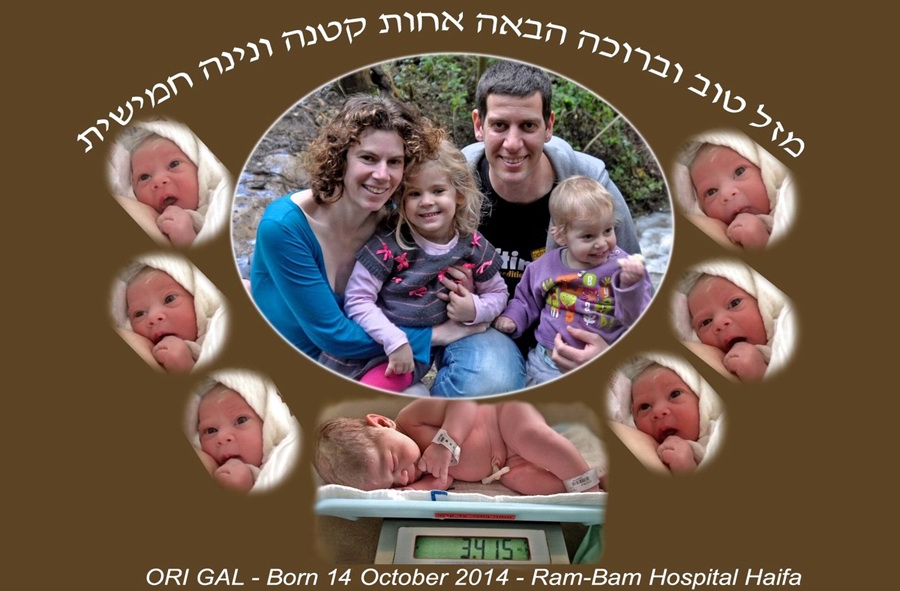 מזל טוב וברוכה הבאה אחות קטנה ונינה חמישית
3.415
ORI GAL - Born 14 October 2014 - Ram-Bam Hospital Haifa